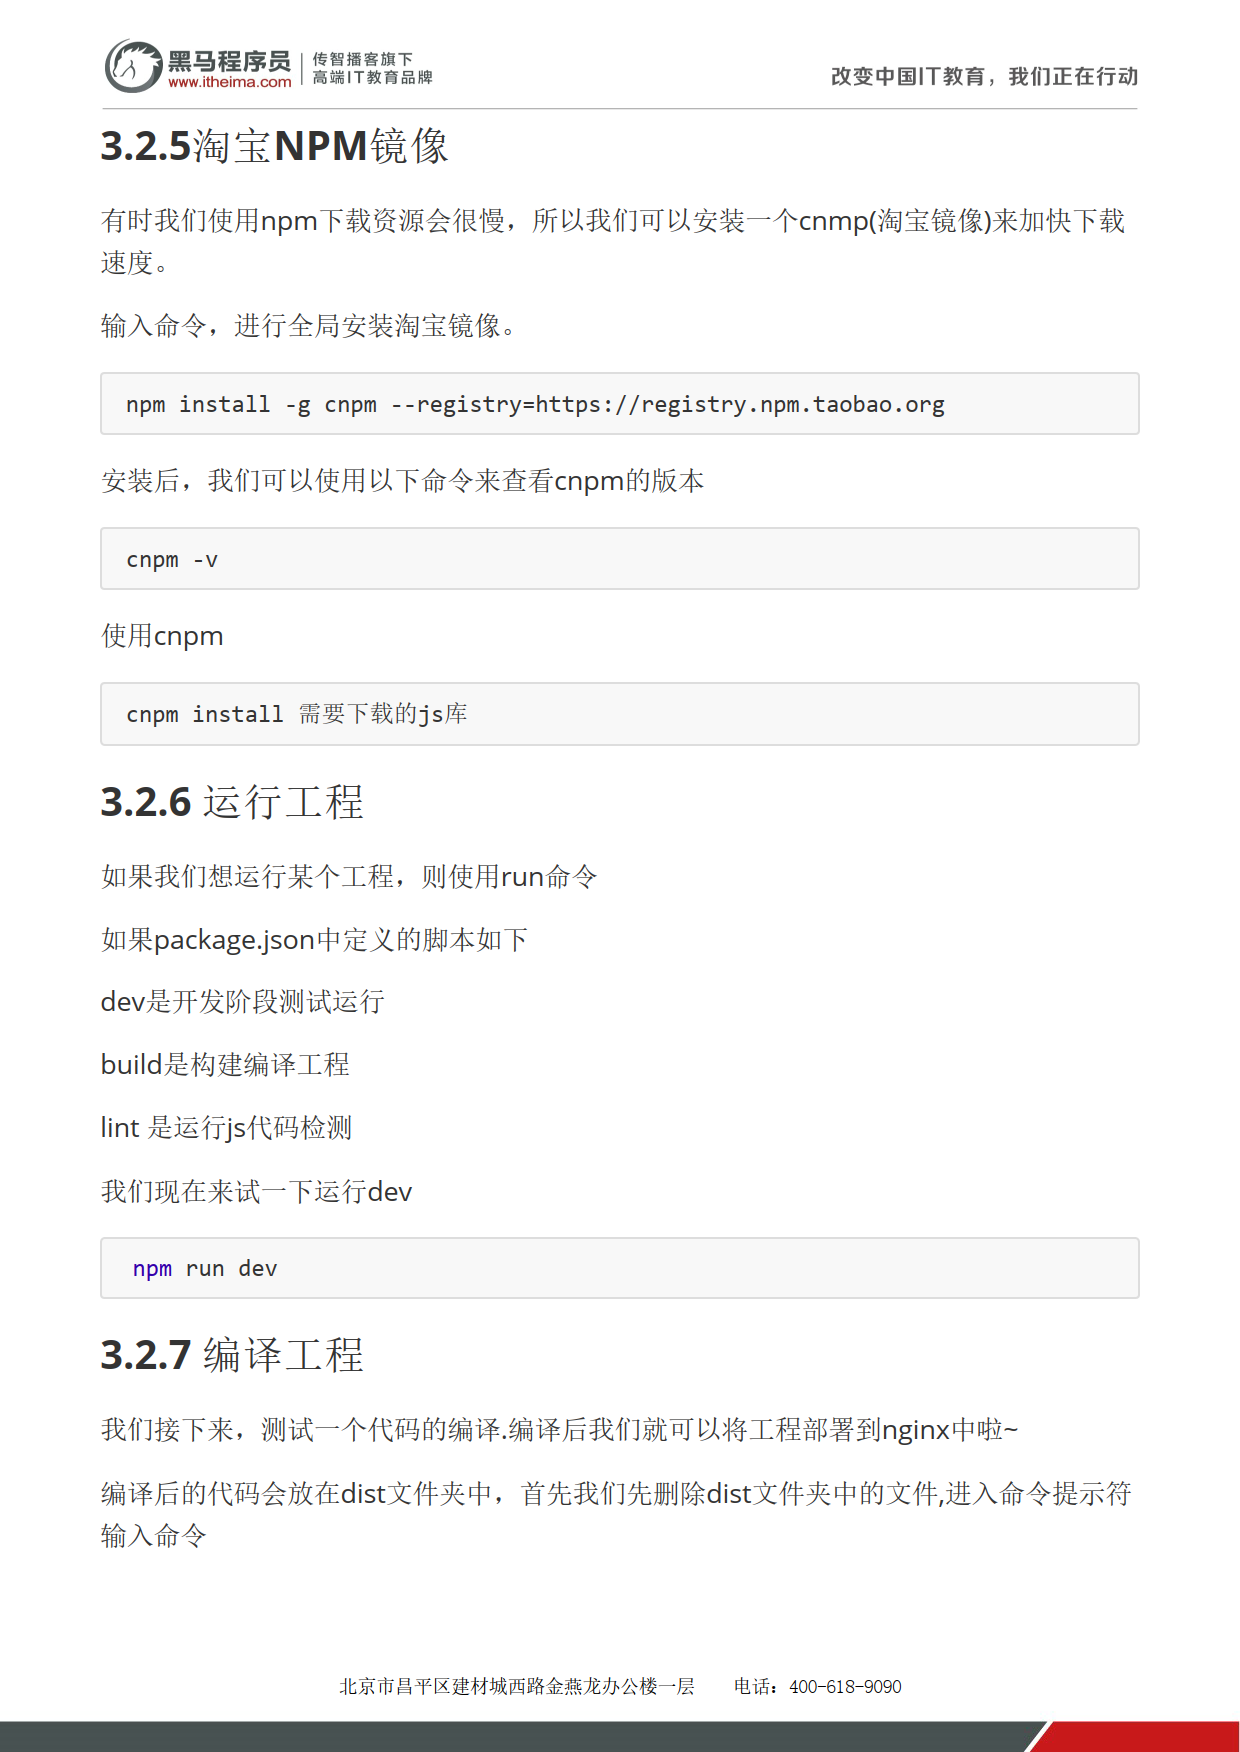 黑马程序员
www.itheima.com
传智播客旗下
高端IT教育品牌
改变中国IT教育，我们正在行动
3.2.5淘宝NPM镜像
有时我们使用npm下载资源会很慢，所以我们可以安装一个cnmp(淘宝镜像)来加快下载
速度。
输入命令，进行全局安装淘宝镜像。
npm install -g cnpm --registry=https://registry.npm.taobao.org
安装后，我们可以使用以下命令来查看cnpm的版本
cnpm -v
使用cnpm
cnpm install 需要下载的js库
3.2.6 运行工程
如果我们想运行某个工程，则使用run命令
如果package.json中定义的脚本如下
dev是开发阶段测试运行
build是构建编译工程
lint 是运行js代码检测
我们现在来试一下运行dev
npm run dev
3.2.7 编译工程
我们接下来，测试一个代码的编译.编译后我们就可以将工程部署到nginx中啦~
编译后的代码会放在dist文件夹中，首先我们先删除dist文件夹中的文件,进入命令提示符
输入命令
北京市昌平区建材城西路金燕龙办公楼一层 电话：400-618-9090